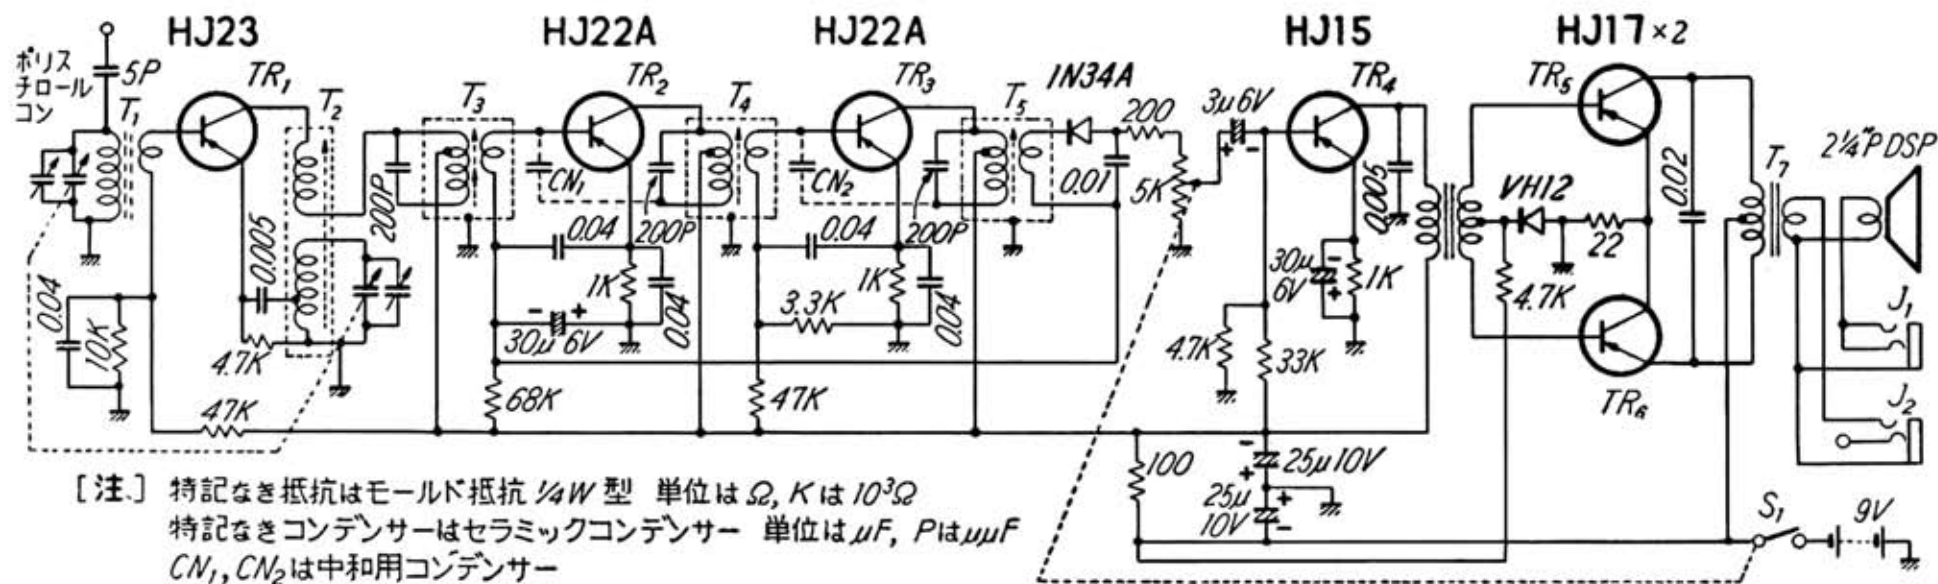 HJ23 HJ22A HJ22A HJ15 HJ17×2
ポリス
チロール
コン
5P
T₁
TR₁
T₂
T₃
TR₂
T₄
TR₃
T₅
1N34A
200
3μ6V
TR₄
TR₅
2¼"PDSP
T₇
200P
CN₁
CN₂
0.01
5K
0.005
VH12
0.02
22
0.04
10K
0.005
4.7K
0.04
200P
1K
0.04
30μ6V
0.04
200P
1K
3.3K
0.04
30μ
6V
1K
4.7K
33K
4.7K
TR₆
J₁
J₂
47K
68K
47K
100
25μ10V
25μ
10V
S₁
9V
[注.] 特記なき抵抗はモールド抵抗 ¼W型 単位はΩ, Kは10³Ω
特記なきコンデンサーはセラミックコンデンサー 単位はμF, PはμμF
CN₁, CN₂は中和用コンデンサー